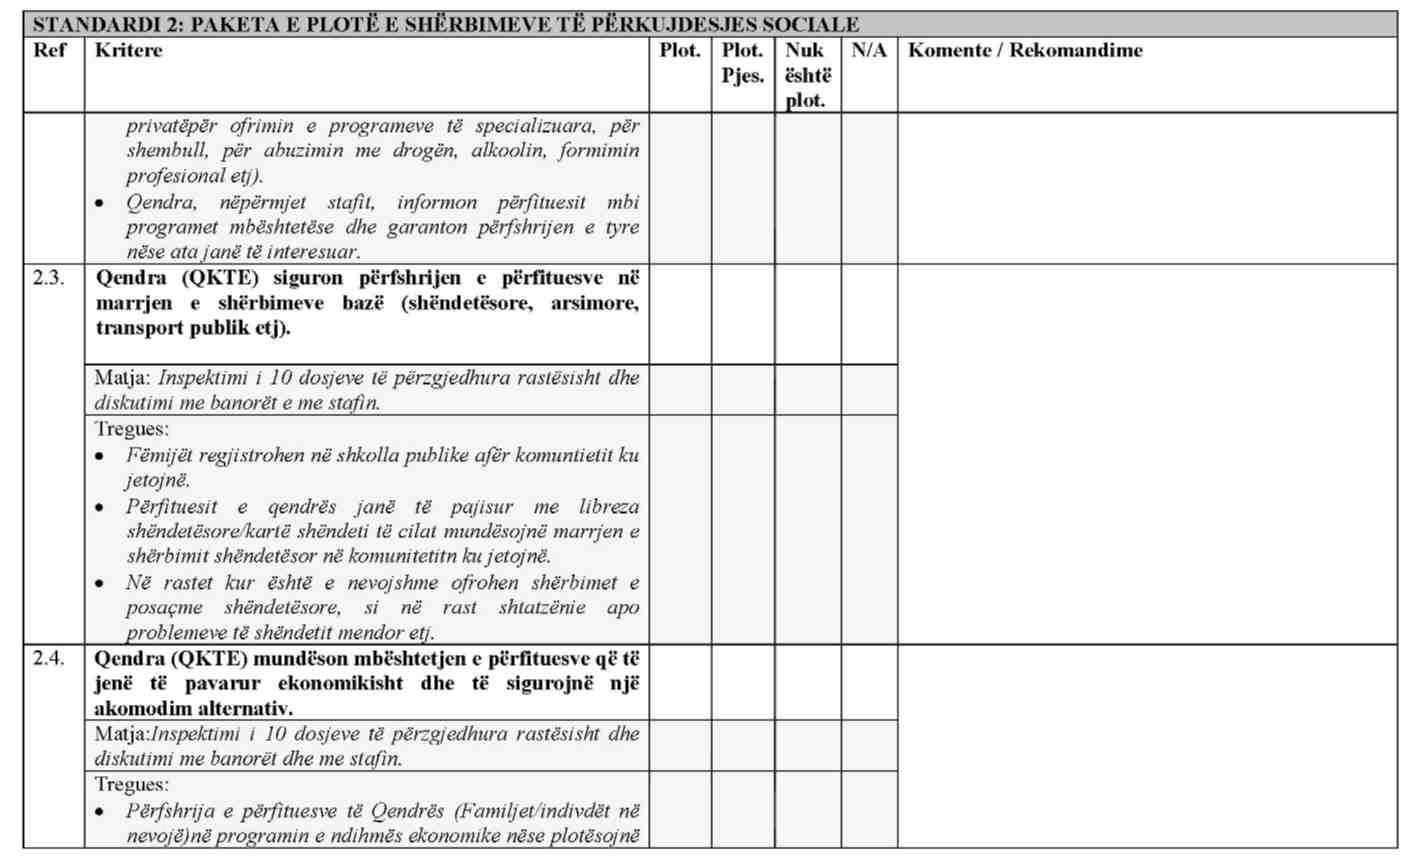 STANDARDI 2: PAKETA E PLOTË E SHËRBIMEVE TË PËRKUJDESJES SOCIALE
Ref Kritere Plot. Plot. Pjes. Nuk është plot. N/A Komente / Rekomandime
privatëpër ofrimin e programeve të specializuara, për
shembull, për abuzimin me drogën, alkoolin, formimin
profesional etj).
• Qendra, nëpërmjet stafit, informon përfituesit mbi
programet mbështetëse dhe garanton përfshrijen e tyre
nëse ata janë të interesuar.
2.3. Qendra (QKTE) siguron përfshrijen e përfituesve në
marrjen e shërbimeve bazë (shëndetësore, arsimore,
transport publik etj).
Matja: Inspektimi i 10 dosjeve të përzgjedhura rastësisht dhe
diskutimi me banorët e me stafin.
Tregues:
• Fëmijët regjistrohen në shkolla publike afër komuntietit ku
jetojnë.
• Përfituesit e qendrës janë të pajisur me libreza
shëndetësore/kartë shëndeti të cilat mundësojnë marrjen e
shërbimit shëndetësor në komunitetitn ku jetojnë.
• Në rastet kur është e nevojshme ofrohen shërbimet e
posaçme shëndetësore, si në rast shtatzënie apo
problemeve të shëndetit mendor etj.
2.4. Qendra (QKTE) mundëson mbështetjen e përfituesve që të
jenë të pavarur ekonomikisht dhe të sigurojnë një
akomodim alternativ.
Matja:Inspektimi i 10 dosjeve të përzgjedhura rastësisht dhe
diskutimi me banorët dhe me stafin.
Tregues:
• Përfshrija e përfituesve të Qendrës (Familjet/indivdët në
nevojë)në programin e ndihmës ekonomike nëse plotësojnë